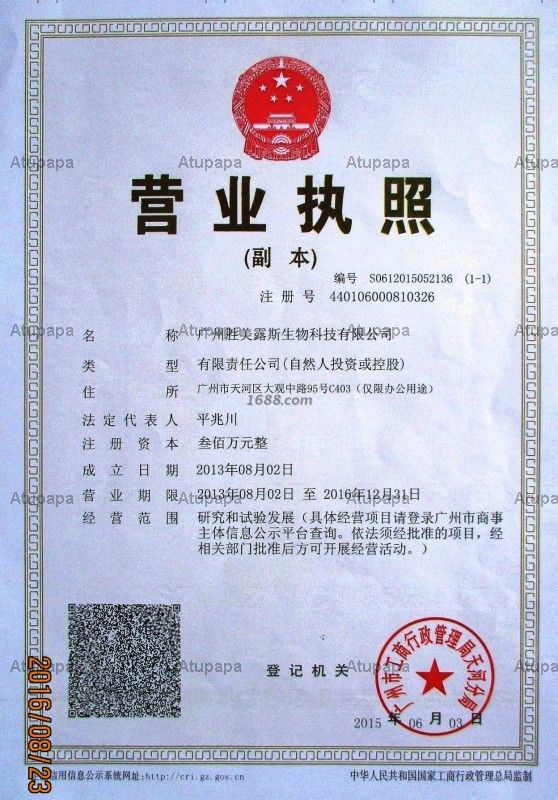 营业执照
(副 本)
编号 S0612015052136 (1-1)
注册号 440106000810326
名称 广州胜美露斯生物科技有限公司
类型 有限责任公司(自然人投资或控股)
住所 广州市天河区大观中路95号C403（仅限办公用途）
1688.com
法定代表人 平兆川
注册资本 叁佰万元整
成立日期 2013年08月02日
营业期限 2013年08月02日 至 2016年12月31日
经营范围 研究和试验发展（具体经营项目请登录广州市商事
主体信息公示平台查询。依法须经批准的项目，经
相关部门批准后方可开展经营活动。）
登记机关
广州市工商行政管理局天河分局
2015 年 06 月 03 日
2016/08/23
信用信息公示系统网址:http://cri.gz.gov.cn
中华人民共和国国家工商行政管理总局监制
Atupapa